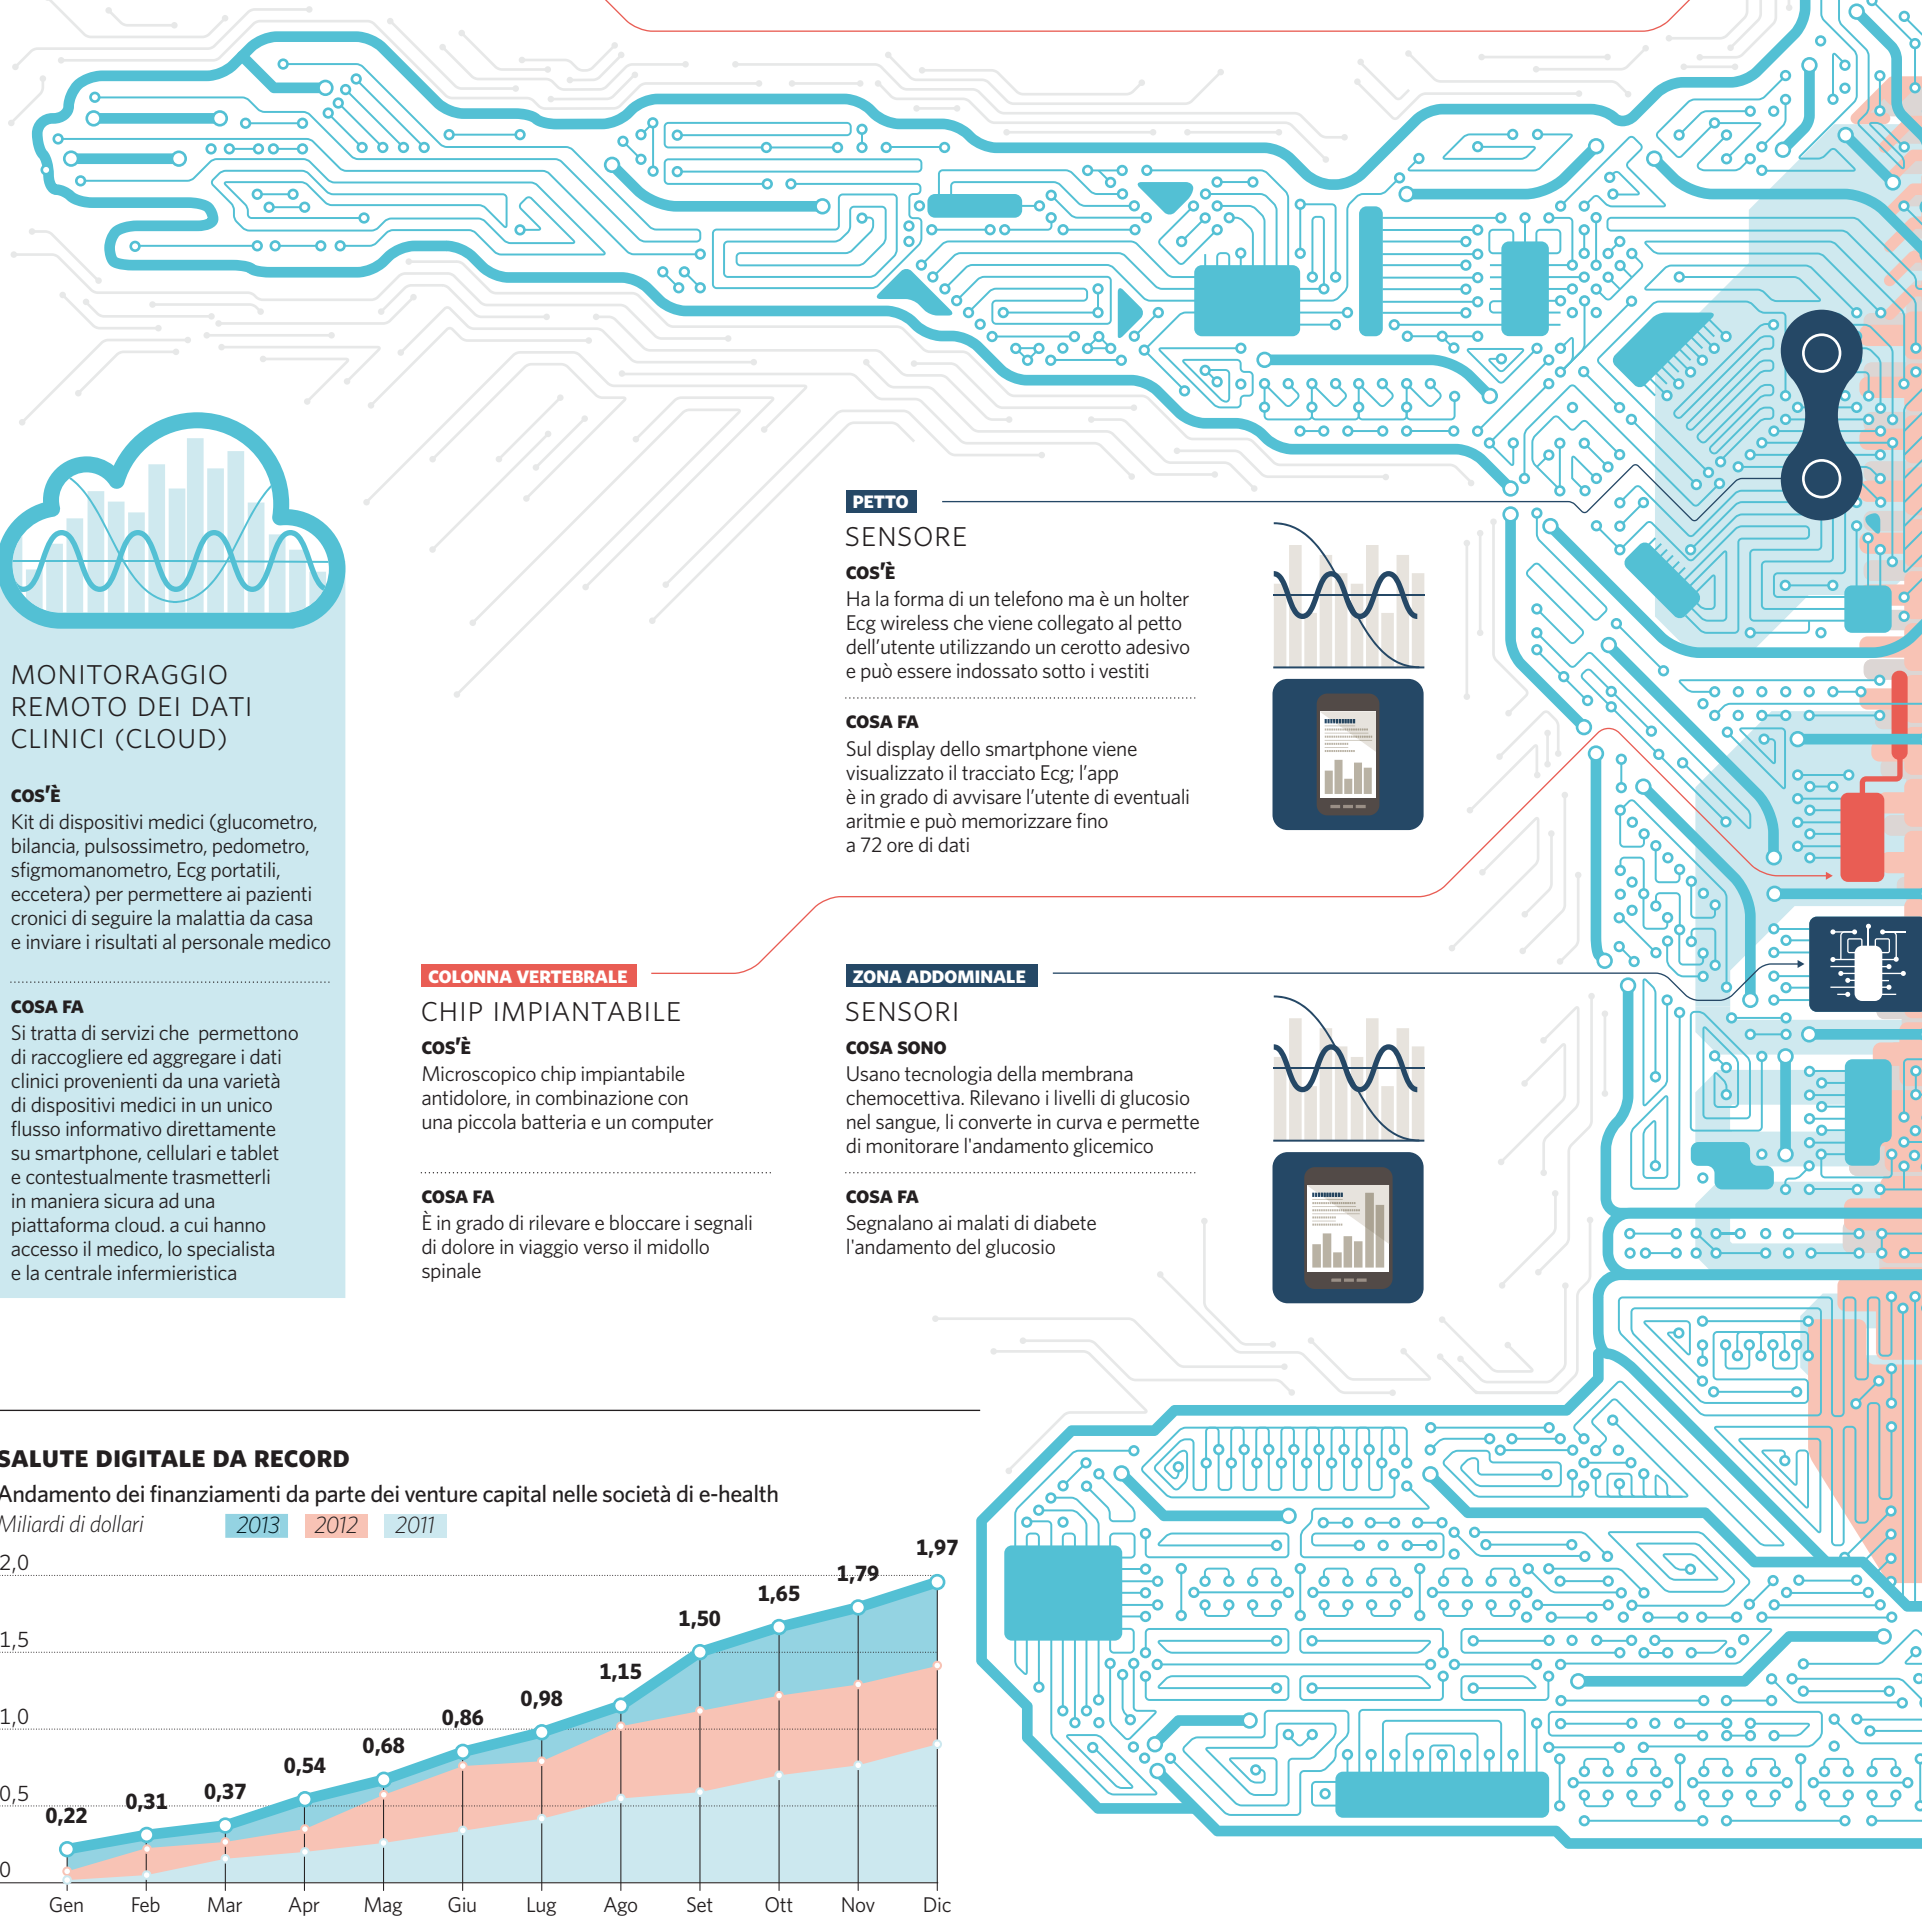 MONITORAGGIO
REMOTO DEI DATI
CLINICI (CLOUD)
COS'È
Kit di dispositivi medici (glucometro,
bilancia, pulsossimetro, pedometro,
sfigmomanometro, Ecg portatili,
eccetera) per permettere ai pazienti
cronici di seguire la malattia da casa
e inviare i risultati al personale medico
COSA FA
Si tratta di servizi che permettono
di raccogliere ed aggregare i dati
clinici provenienti da una varietà
di dispositivi medici in un unico
flusso informativo direttamente
su smartphone, cellulari e tablet
e contestualmente trasmetterli
in maniera sicura ad una
piattaforma cloud. a cui hanno
accesso il medico, lo specialista
e la centrale infermieristica
PETTO
SENSORE
COS'È
Ha la forma di un telefono ma è un holter
Ecg wireless che viene collegato al petto
dell'utente utilizzando un cerotto adesivo
e può essere indossato sotto i vestiti
COSA FA
Sul display dello smartphone viene
visualizzato il tracciato Ecg; l'app
è in grado di avvisare l'utente di eventuali
aritmie e può memorizzare fino
a 72 ore di dati
COLONNA VERTEBRALE
CHIP IMPIANTABILE
COS'È
Microscopico chip impiantabile
antidolore, in combinazione con
una piccola batteria e un computer
COSA FA
È in grado di rilevare e bloccare i segnali
di dolore in viaggio verso il midollo
spinale
ZONA ADDOMINALE
SENSORI
COSA SONO
Usano tecnologia della membrana
chemocettiva. Rilevano i livelli di glucosio
nel sangue, li converte in curva e permette
di monitorare l'andamento glicemico
COSA FA
Segnalano ai malati di diabete
l'andamento del glucosio
SALUTE DIGITALE DA RECORD
Andamento dei finanziamenti da parte dei venture capital nelle società di e-health
Miliardi di dollari 2013 2012 2011
2,0
1,5
1,0
0,5
0
0,22 0,31 0,37 0,54 0,68 0,86 0,98 1,15 1,50 1,65 1,79 1,97
Gen Feb Mar Apr Mag Giu Lug Ago Set Ott Nov Dic